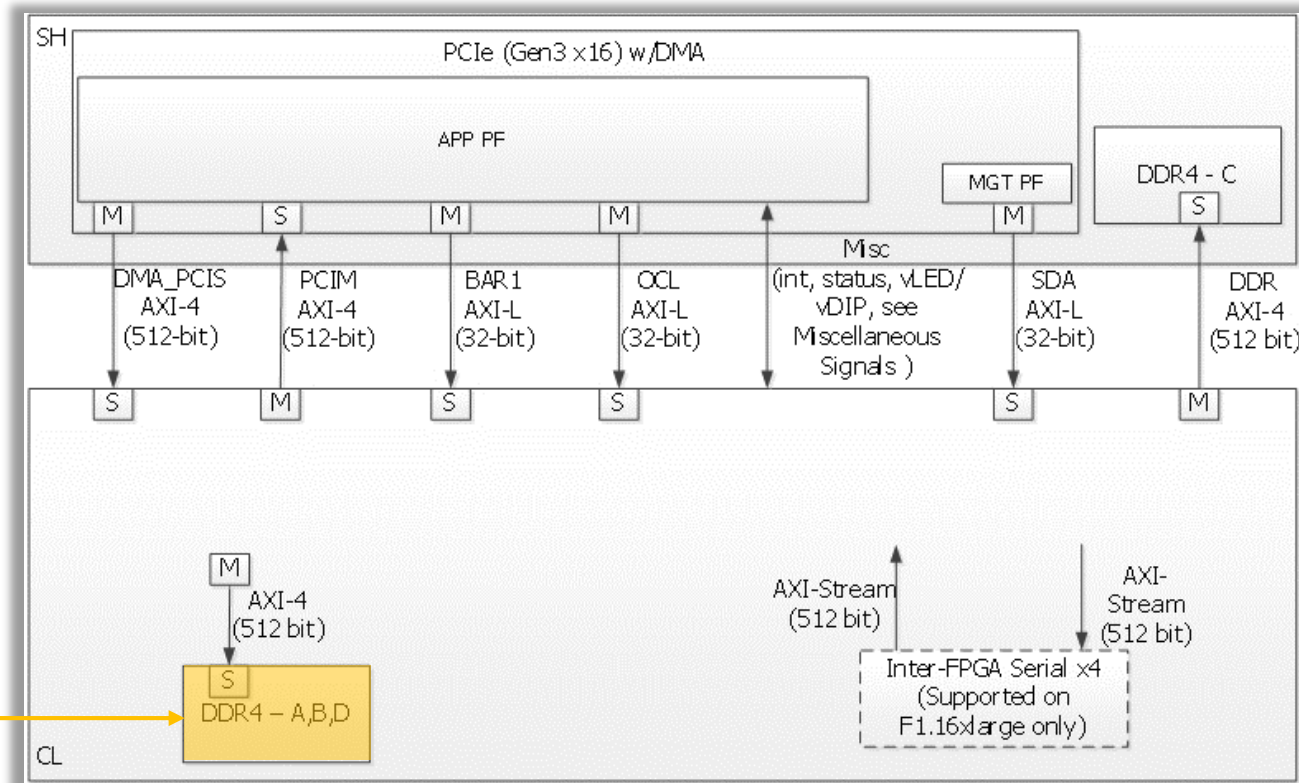 SH
PCIe (Gen3 x16) w/DMA
APP PF
MGT PF
DDR4 - C
M
S
M
M
M
S
DMA_PCIS
AXI-4
(512-bit)
PCIM
AXI-4
(512-bit)
BAR1
AXI-L
(32-bit)
OCL
AXI-L
(32-bit)
Misc
(int, status, vLED/
vDIP, see
Miscellaneous
Signals )
SDA
AXI-L
(32-bit)
DDR
AXI-4
(512 bit)
S
M
S
S
S
M
M
AXI-4
(512 bit)
S
DDR4 – A,B,D
AXI-Stream
(512 bit)
AXI-
Stream
(512 bit)
Inter-FPGA Serial x4
(Supported on
F1.16xlarge only)
CL